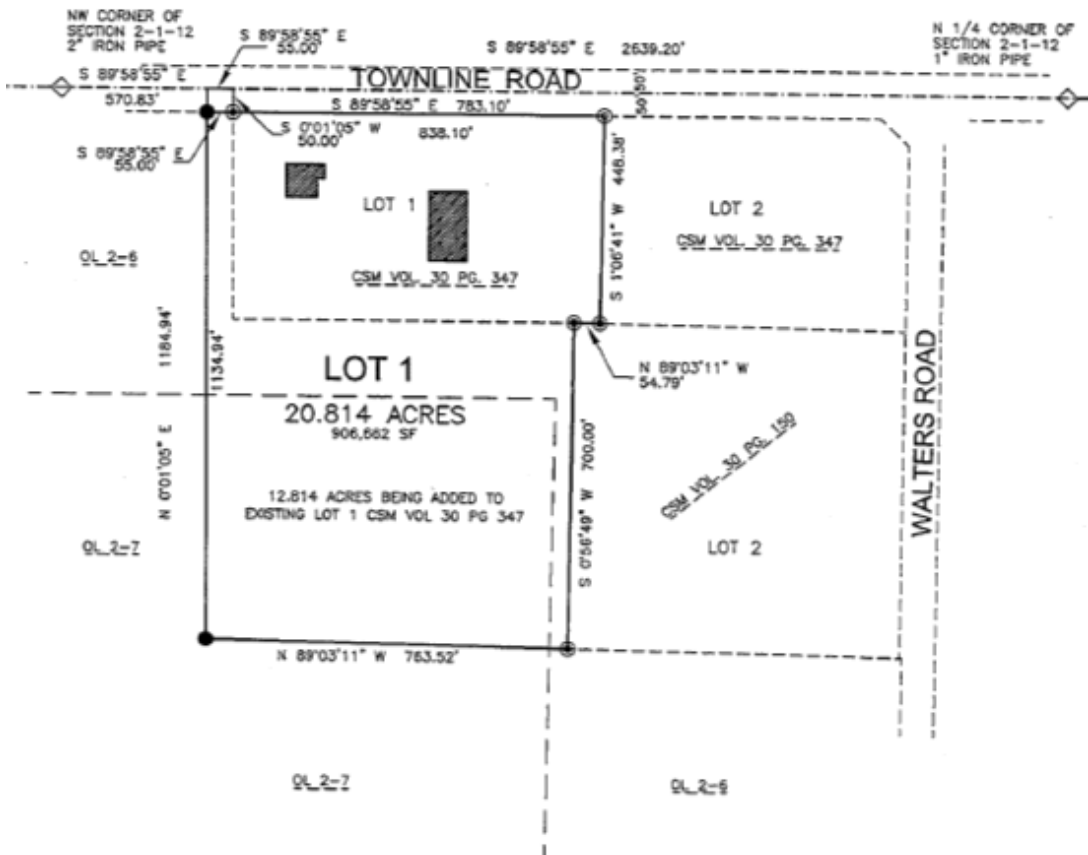 NW CORNER OF
SECTION 2-1-12
2" IRON PIPE
S 89°58'55" E
55.00'
S 89°58'55" E 2639.20'
N 1/4 CORNER OF
SECTION 2-1-12
1" IRON PIPE
S 89°58'55" E
570.83'
TOWNLINE ROAD
50.50'
S 89°58'55" E 783.10'
838.10'
S 0°01'05" W
50.00'
S 89°58'55" E
55.00'
LOT 1
CSM VOL. 30 PG. 347
S 1°06'41" W 448.38'
LOT 2
CSM VOL. 30 PG. 347
OL 2-6
1184.94'
1134.94'
N 0°01'05" E
N 89°03'11" W
54.79'
LOT 1
20.814 ACRES
906,662 SF
12.814 ACRES BEING ADDED TO
EXISTING LOT 1 CSM VOL 30 PG 347
S 0°56'49" W 700.00'
CSM VOL. 30 PG. 150
LOT 2
WALTERS ROAD
OL 2-7
N 89°03'11" W 763.52'
OL 2-7
OL 2-6